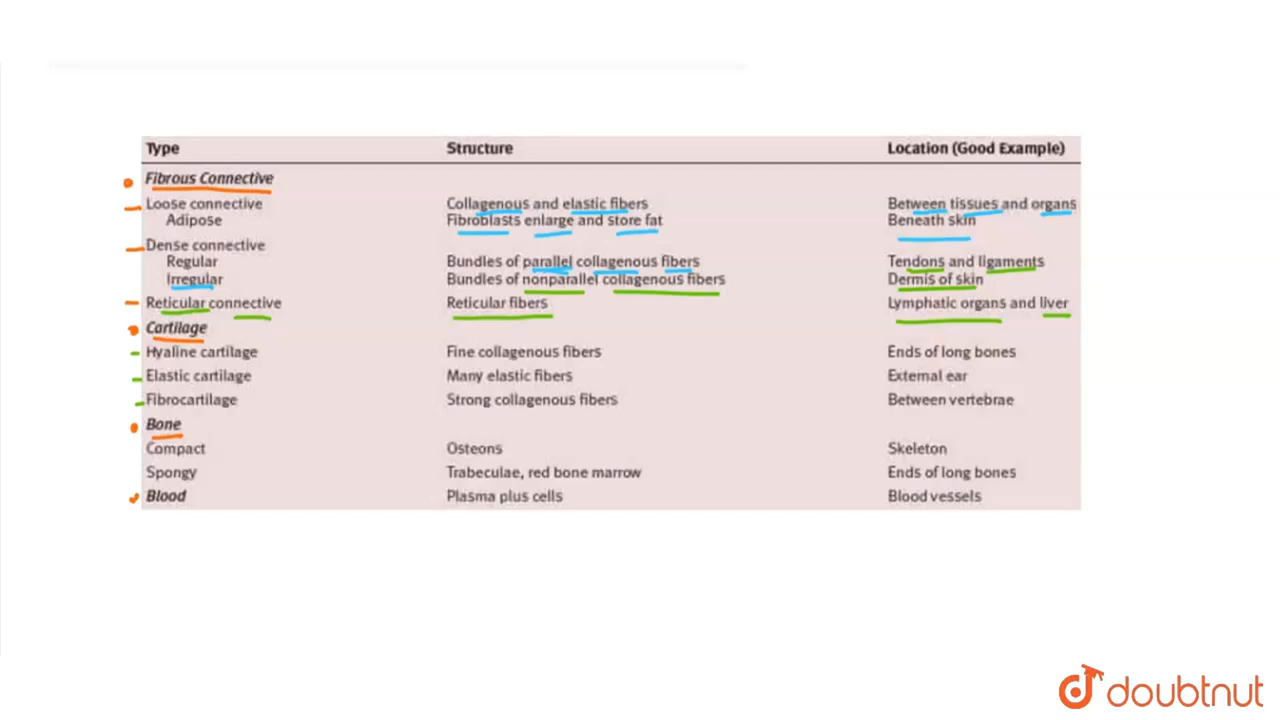 Type Structure Location (Good Example)
Fibrous Connective
Loose connective Collagenous and elastic fibers Between tissues and organs
Adipose Fibroblasts enlarge and store fat Beneath skin
Dense connective
Regular Bundles of parallel collagenous fibers Tendons and ligaments
Irregular Bundles of nonparallel collagenous fibers Dermis of skin
Reticular connective Reticular fibers Lymphatic organs and liver
Cartilage
Hyaline cartilage Fine collagenous fibers Ends of long bones
Elastic cartilage Many elastic fibers External ear
Fibrocartilage Strong collagenous fibers Between vertebrae
Bone
Compact Osteons Skeleton
Spongy Trabeculae, red bone marrow Ends of long bones
Blood Plasma plus cells Blood vessels
doubtnut